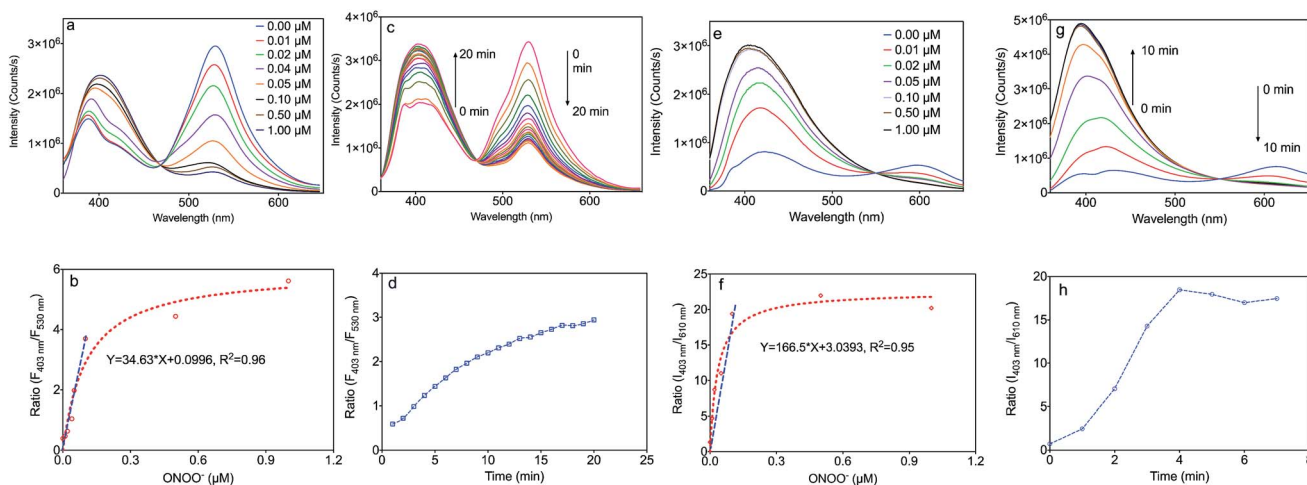 a
3×10⁶
2×10⁶
1×10⁶
0
Intensity (Counts/s)
400
500
600
Wavelength (nm)
0.00 µM
0.01 µM
0.02 µM
0.04 µM
0.05 µM
0.10 µM
0.50 µM
1.00 µM
c
4×10⁶
3×10⁶
2×10⁶
1×10⁶
0
Intensity (Counts/s)
20 min
0 min
0
min
20 min
400
500
600
Wavelength (nm)
e
3×10⁶
2×10⁶
1×10⁶
0
Intensity (Counts/s)
400
500
600
Wavelength (nm)
0.00 µM
0.01 µM
0.02 µM
0.05 µM
0.10 µM
0.50 µM
1.00 µM
g
5×10⁶
4×10⁶
3×10⁶
2×10⁶
1×10⁶
0
Intensity (Counts/s)
10 min
0 min
0 min
10 min
400
500
600
Wavelength (nm)
b
8
6
4
2
0
Ratio (F403 nm/F530 nm)
Y=34.63*X+0.0996, R²=0.96
0.0
0.3
0.6
0.9
1.2
ONOO⁻ (µM)
d
4
3
2
1
0
Ratio (F403 nm/F530 nm)
0
5
10
15
20
25
Time (min)
f
25
20
15
10
5
0
Ratio (I403 nm/I610 nm)
Y=166.5*X+3.0393, R²=0.95
0.0
0.3
0.6
0.9
1.2
ONOO⁻ (µM)
h
20
15
10
5
0
Ratio (I403 nm/I610 nm)
0
2
4
6
8
Time (min)